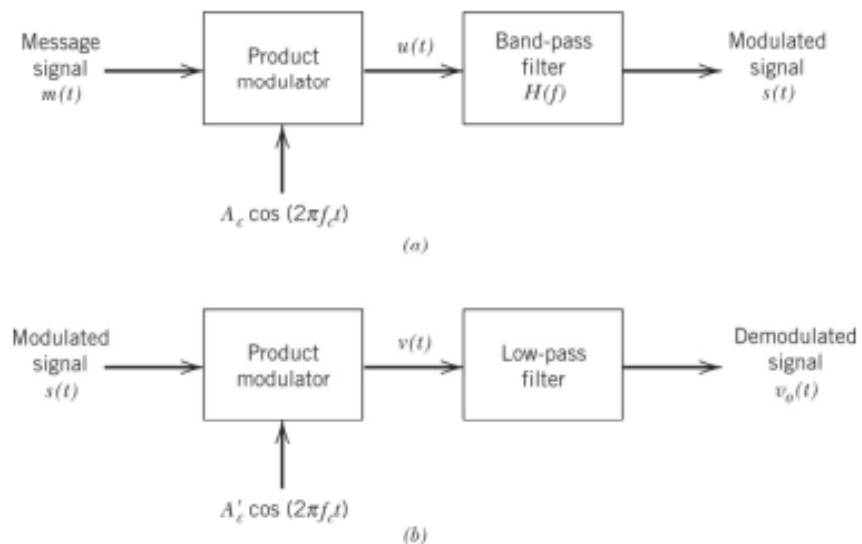 Message
signal
m(t)
Product
modulator
u(t)
Band-pass
filter
H(f)
Modulated
signal
s(t)
A_c cos (2πf_ct)
(a)
Modulated
signal
s(t)
Product
modulator
v(t)
Low-pass
filter
Demodulated
signal
v_o(t)
A'_c cos (2πf_ct)
(b)